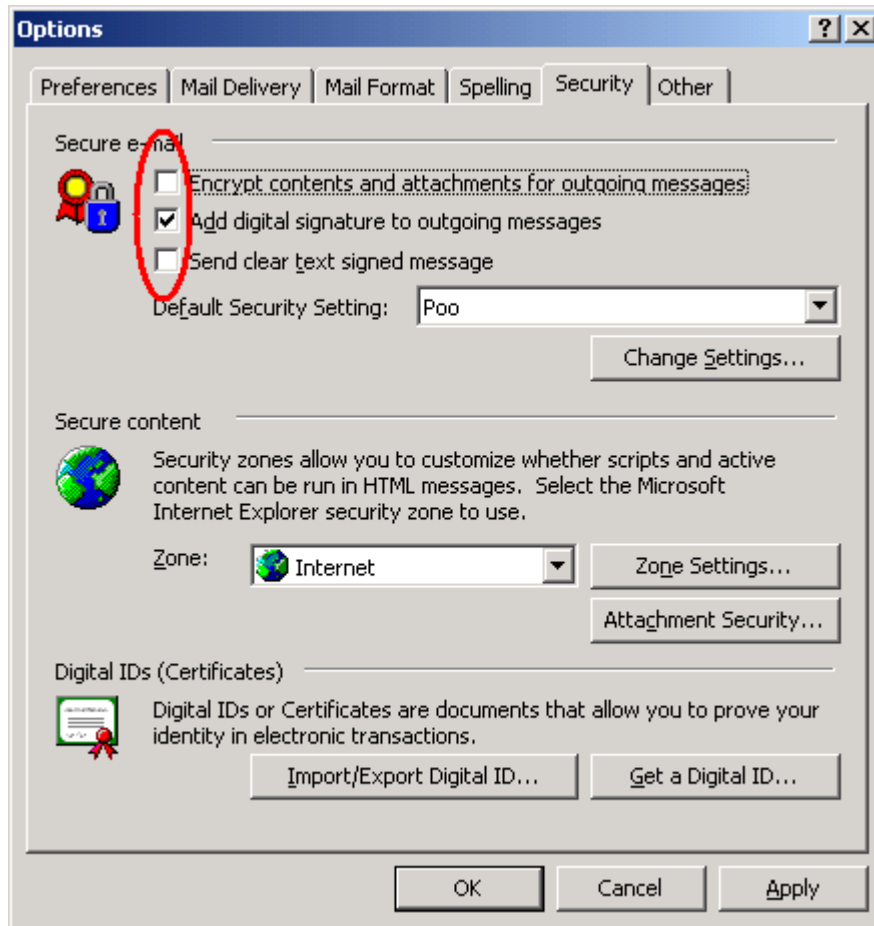 Options
Preferences Mail Delivery Mail Format Spelling Security Other
Secure e-mail
Encrypt contents and attachments for outgoing messages
Add digital signature to outgoing messages
Send clear text signed message
Default Security Setting: Poo
Change Settings...
Secure content
Security zones allow you to customize whether scripts and active
content can be run in HTML messages. Select the Microsoft
Internet Explorer security zone to use.
Zone: Internet Zone Settings...
Attachment Security...
Digital IDs (Certificates)
Digital IDs or Certificates are documents that allow you to prove your
identity in electronic transactions.
Import/Export Digital ID... Get a Digital ID...
OK Cancel Apply